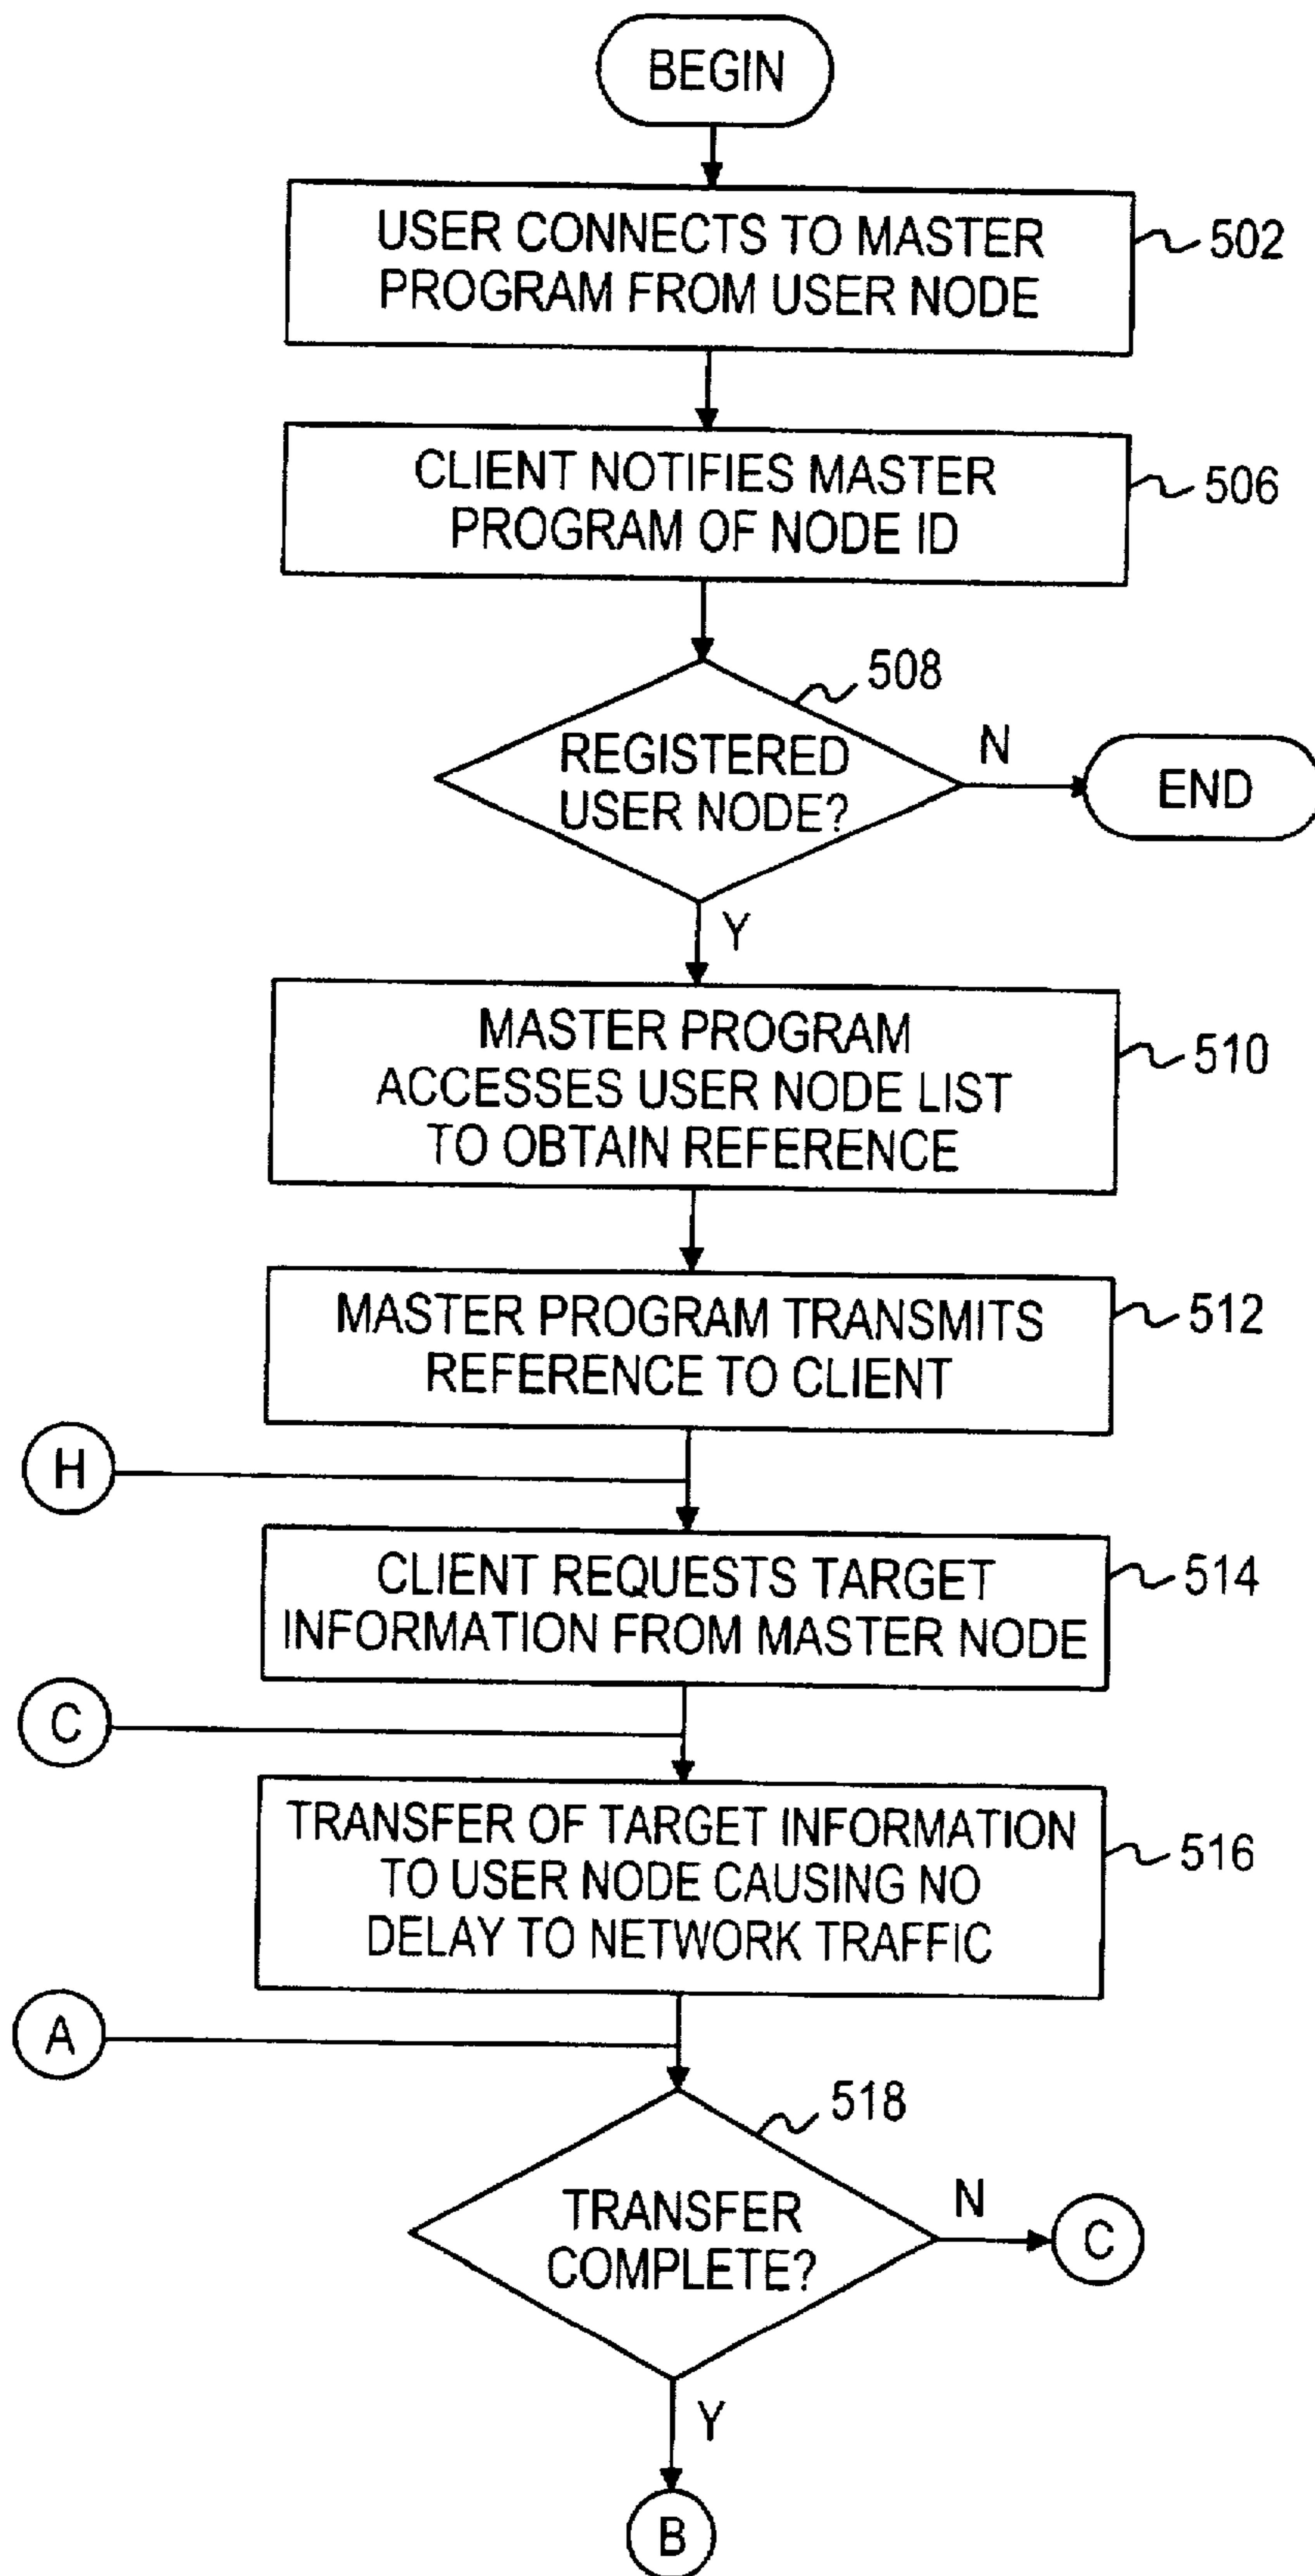 BEGIN
USER CONNECTS TO MASTER
PROGRAM FROM USER NODE
502
CLIENT NOTIFIES MASTER
PROGRAM OF NODE ID
506
508
REGISTERED
USER NODE?
N
END
Y
MASTER PROGRAM
ACCESSES USER NODE LIST
TO OBTAIN REFERENCE
510
MASTER PROGRAM TRANSMITS
REFERENCE TO CLIENT
512
H
CLIENT REQUESTS TARGET
INFORMATION FROM MASTER NODE
514
C
TRANSFER OF TARGET INFORMATION
TO USER NODE CAUSING NO
DELAY TO NETWORK TRAFFIC
516
A
518
TRANSFER
COMPLETE?
N
C
Y
B